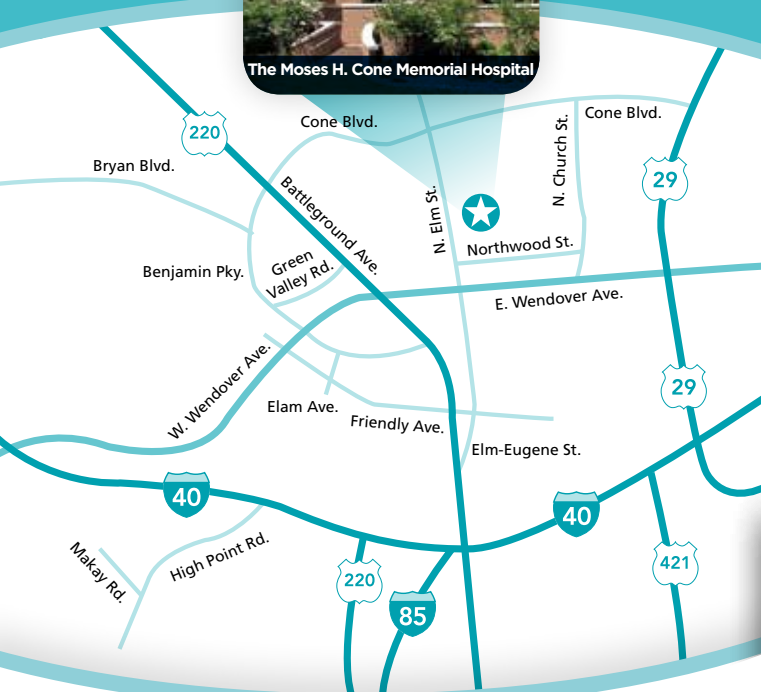 The Moses H. Cone Memorial Hospital
Cone Blvd.
Cone Blvd.
220
N. Church St.
Bryan Blvd.
29
Battleground Ave.
N. Elm St.
Northwood St.
Green
Valley Rd.
Benjamin Pky.
E. Wendover Ave.
W. Wendover Ave.
29
Elam Ave.
Friendly Ave.
Elm-Eugene St.
40
40
High Point Rd.
Makay Rd.
220
421
85